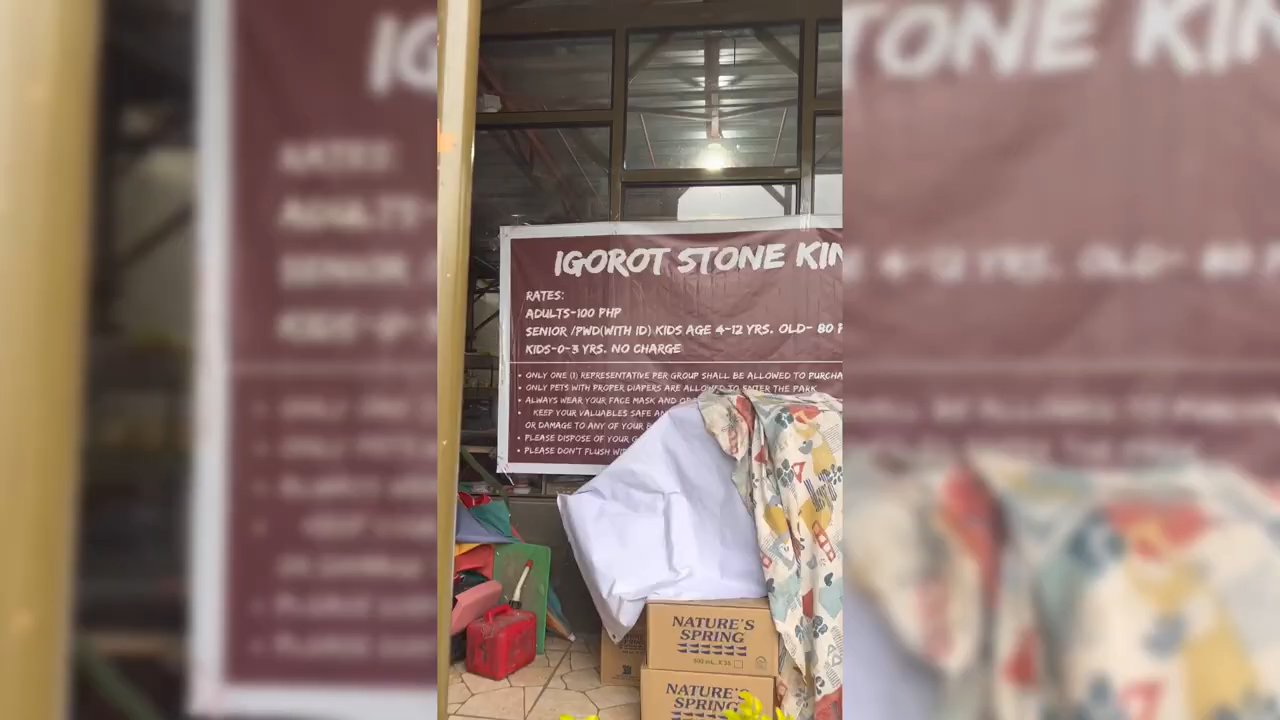 IGOROT STONE KIN
RATES:
ADULTS-100 PHP
SENIOR /PWD(WITH ID) KIDS AGE 4-12 YRS. OLD- 80 P
KIDS-0-3 YRS. NO CHARGE
• ONLY ONE (1) REPRESENTATIVE PER GROUP SHALL BE ALLOWED TO PURCHA
• ONLY PETS WITH PROPER DIAPERS ARE ALLOWED TO ENTER THE PARK
• ALWAYS WEAR YOUR FACE MASK AND
• KEEP YOUR VALUABLES SAFE AN
OR DAMAGE TO ANY OF YOUR
• PLEASE DISPOSE OF YOUR
• PLEASE DON'T FLUSH
NATURE'S
SPRING
NATURE'S
SPRING